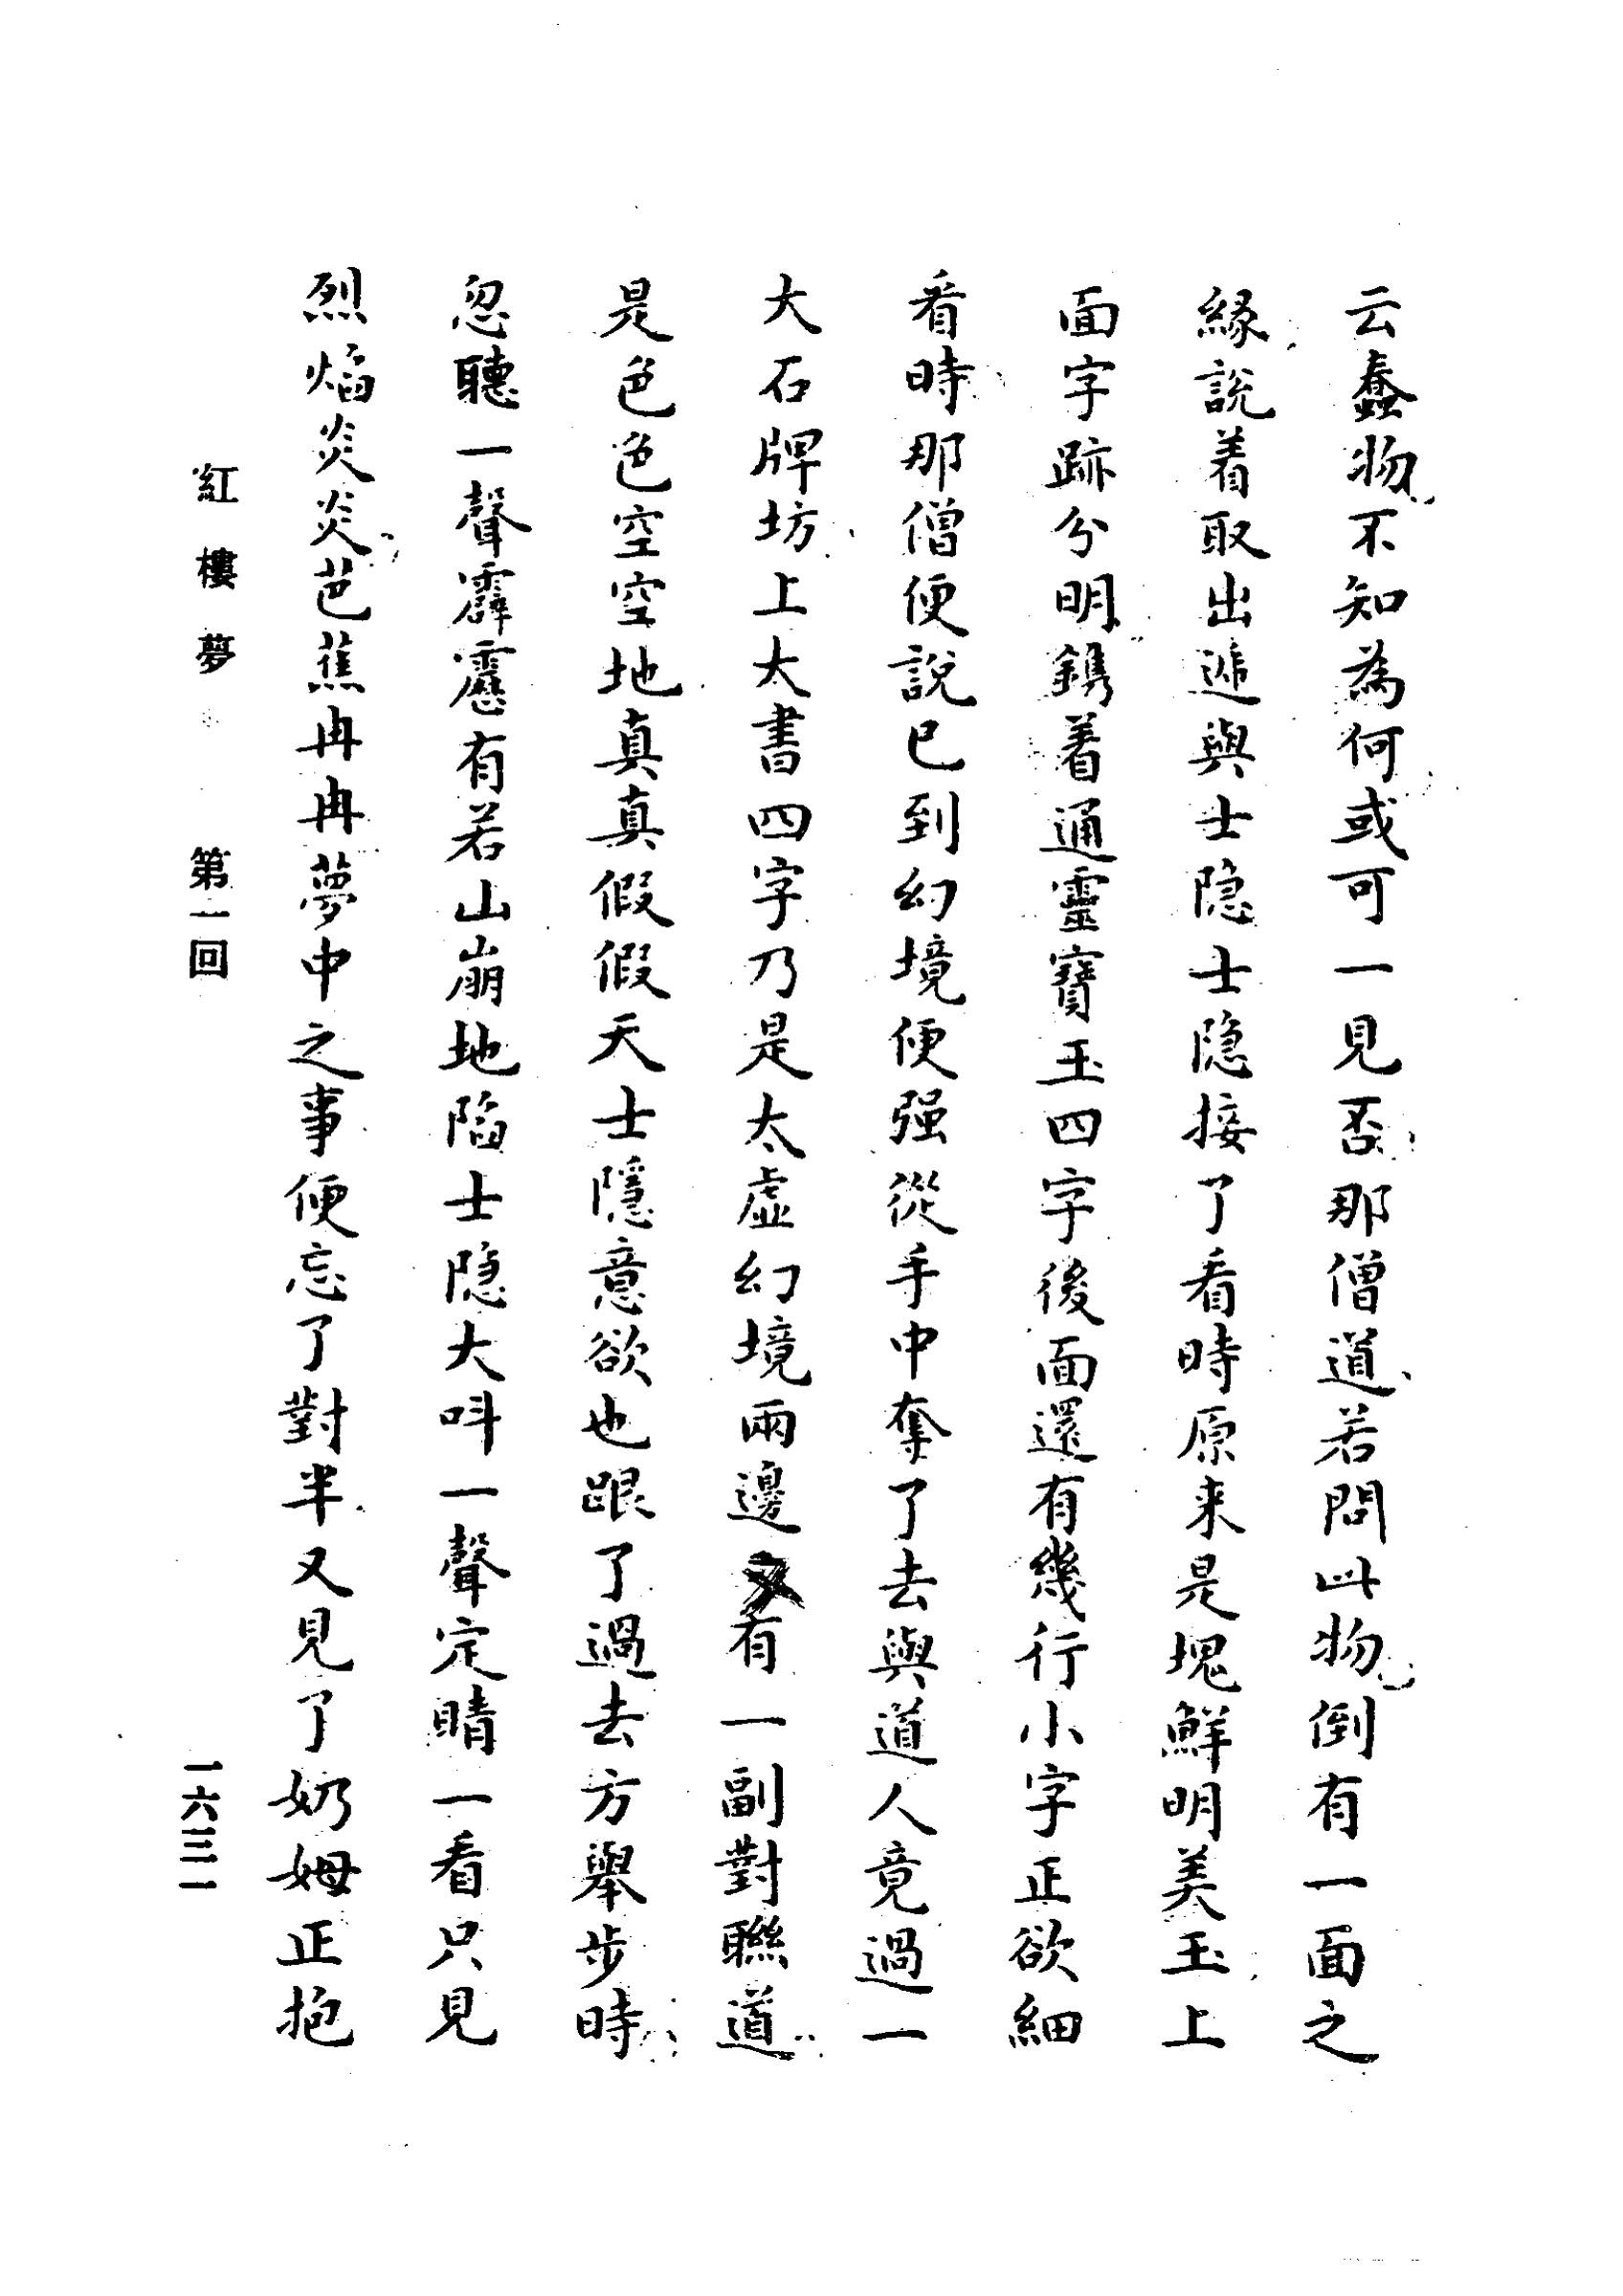 云蠢物不知為何或可一見否那僧道若問此物倒有一面之
緣說着取出遞與士隐士隐接了看時原来是塊鮮明美玉上
面字跡分明鐫着通靈寶玉四字後面還有幾行小字正欲細
看時那僧便說已到幻境便强從手中奪了去與道人竟過一
大石牌坊上大書四字乃是太虛幻境兩邊又有一副對聯道
是色色空空地真真假假天士隱意欲也跟了過去方舉步時
忽聽一聲霹靂有若山崩地陷士隐大呌一聲定睛一看只見
烈焰炎炎芭蕉冉冉夢中之事便忘了對半又見了奶姆正抱
紅樓夢 第一回 一六三一